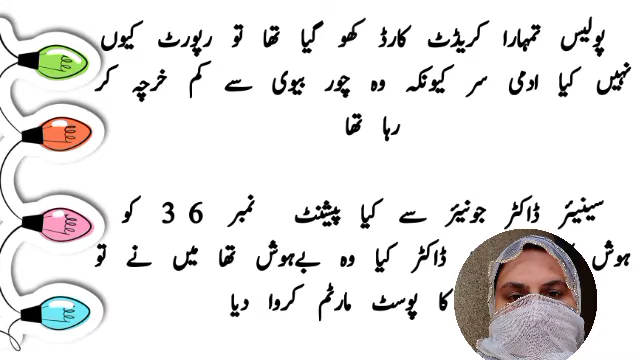 پولیس تمہارا کریڈٹ کارڈ کھو گیا تھا تو رپورٹ کیوں
نہیں کیا ادمی سر کیونکہ وہ چور بیوی سے کم خرچہ کر
رہا تھا
سینیئر ڈاکٹر جونیئر سے کیا پیشنٹ نمبر 36 کو
ہوش ڈاکٹر کیا وہ بےہوش تھا میں نے تو
کا پوسٹ مارٹم کروا دیا